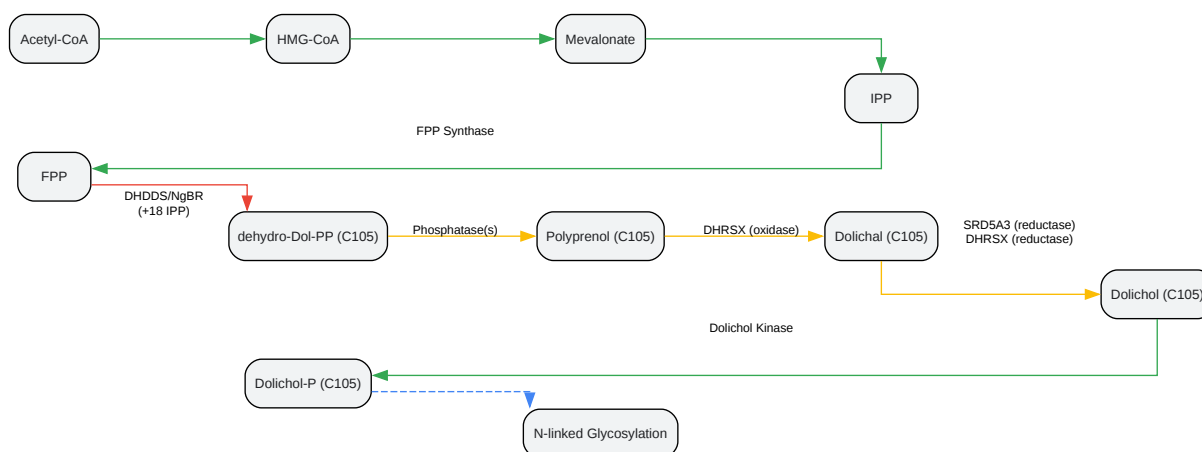 Acetyl-CoA
HMG-CoA
Mevalonate
IPP
FPP Synthase
FPP
DHDDS/NgBR
(+18 IPP)
dehydro-Dol-PP (C105)
Phosphatase(s)
Polyprenol (C105)
DHRSX (oxidase)
Dolichal (C105)
SRD5A3 (reductase)
DHRSX (reductase)
Dolichol (C105)
Dolichol Kinase
Dolichol-P (C105)
N-linked Glycosylation